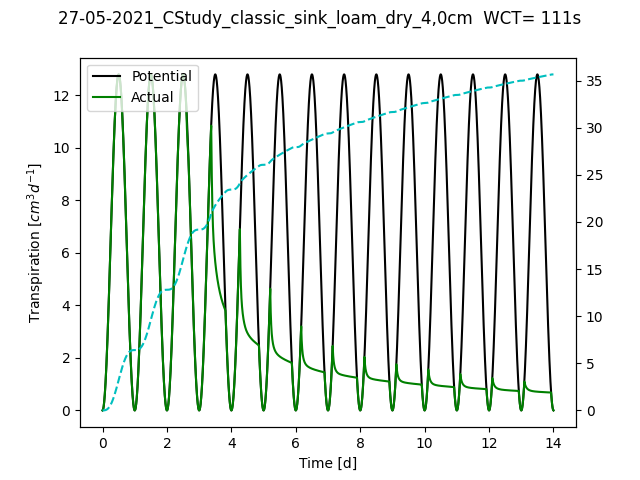 27-05-2021_CStudy_classic_sink_loam_dry_4,0cm  WCT= 111s
Potential
Actual
Transpiration [cm³d⁻¹]
0
2
4
6
8
10
12
0
5
10
15
20
25
30
35
0 2 4 6 8 10 12 14
Time [d]